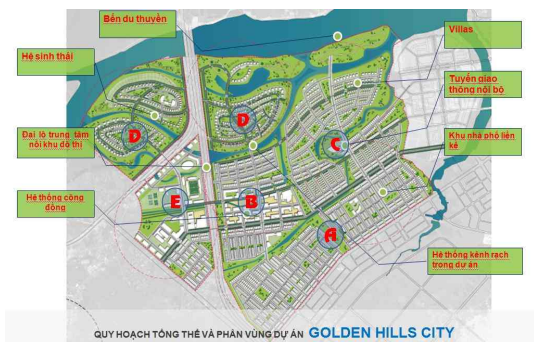 Bến du thuyền
Villas
Hệ sinh thái
Tuyến giao
thông nội bộ
D
D
Đại lộ trung tâm
nối khu đô thị
C
Khu nhà phố liên
kế
E
B
Hệ thống công
đồng
A
Hệ thống kênh rạch
trong dự án
QUY HOẠCH TỔNG THỂ VÀ PHÂN VÙNG DỰ ÁN GOLDEN HILLS CITY